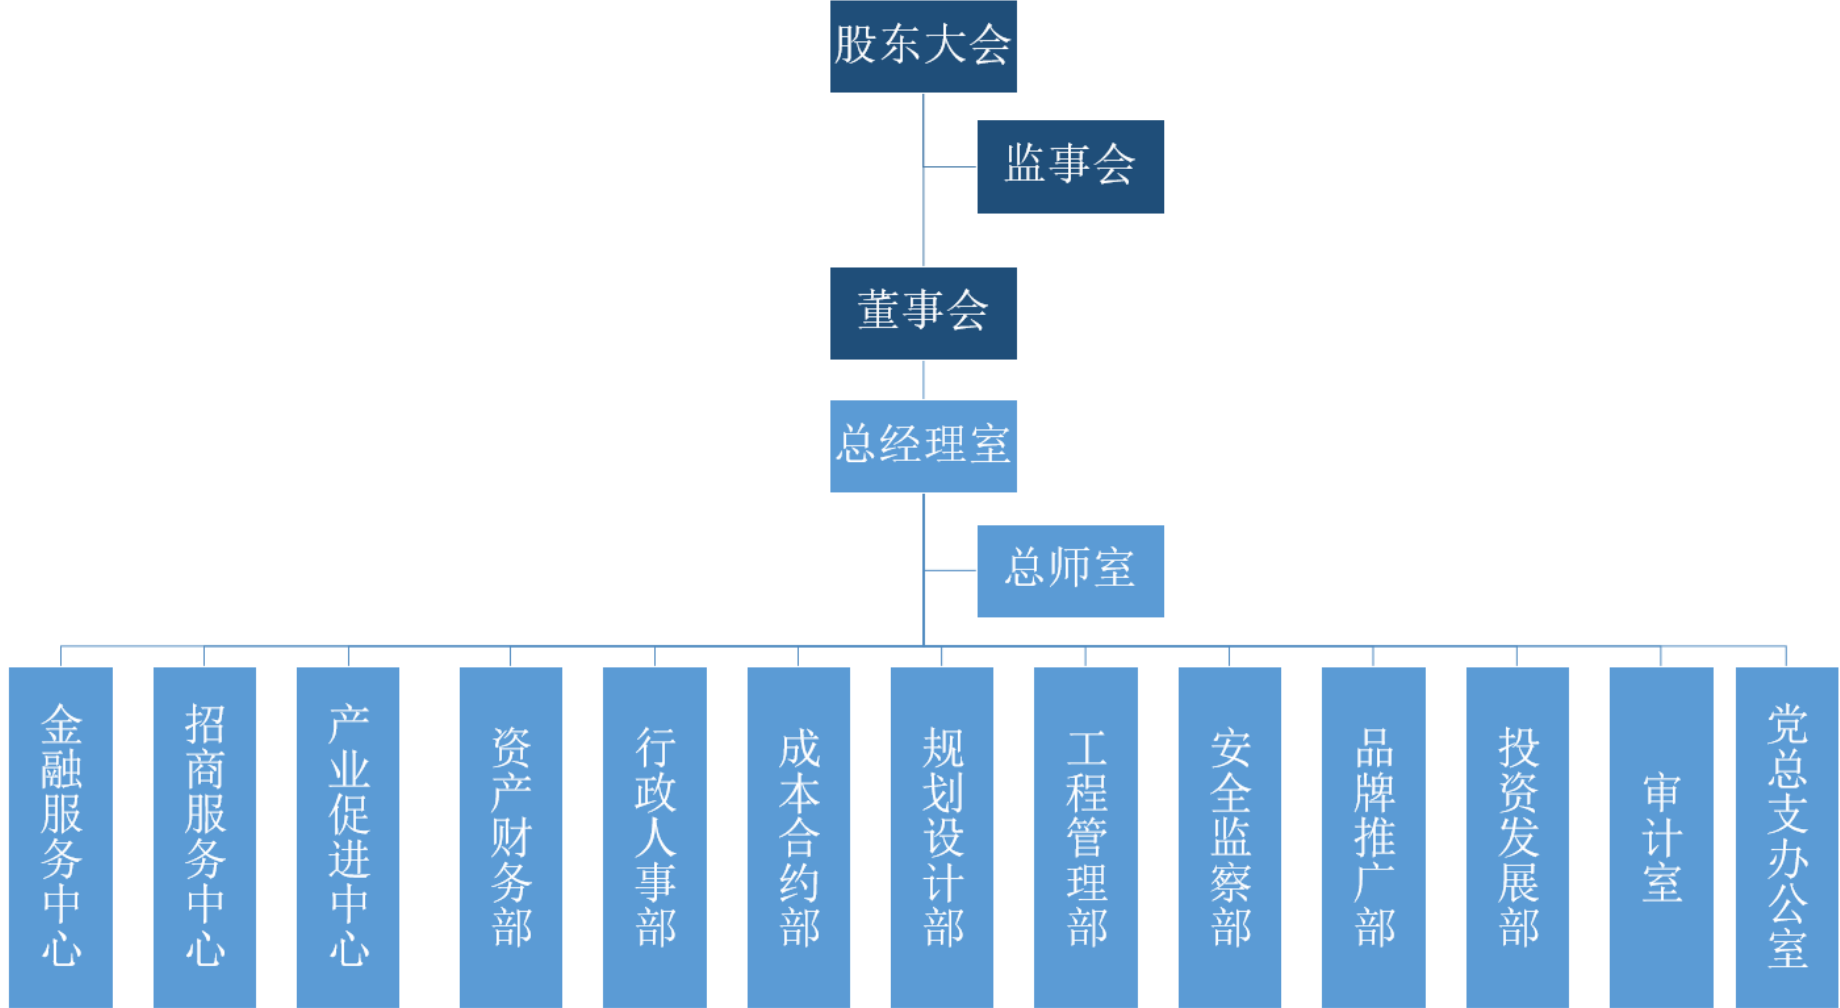 股东大会
监事会
董事会
总经理室
总师室
金融服务中心
招商服务中心
产业促进中心
资产财务部
行政人事部
成本合约部
规划设计部
工程管理部
安全监察部
品牌推广部
投资发展部
审计室
党总支办公室